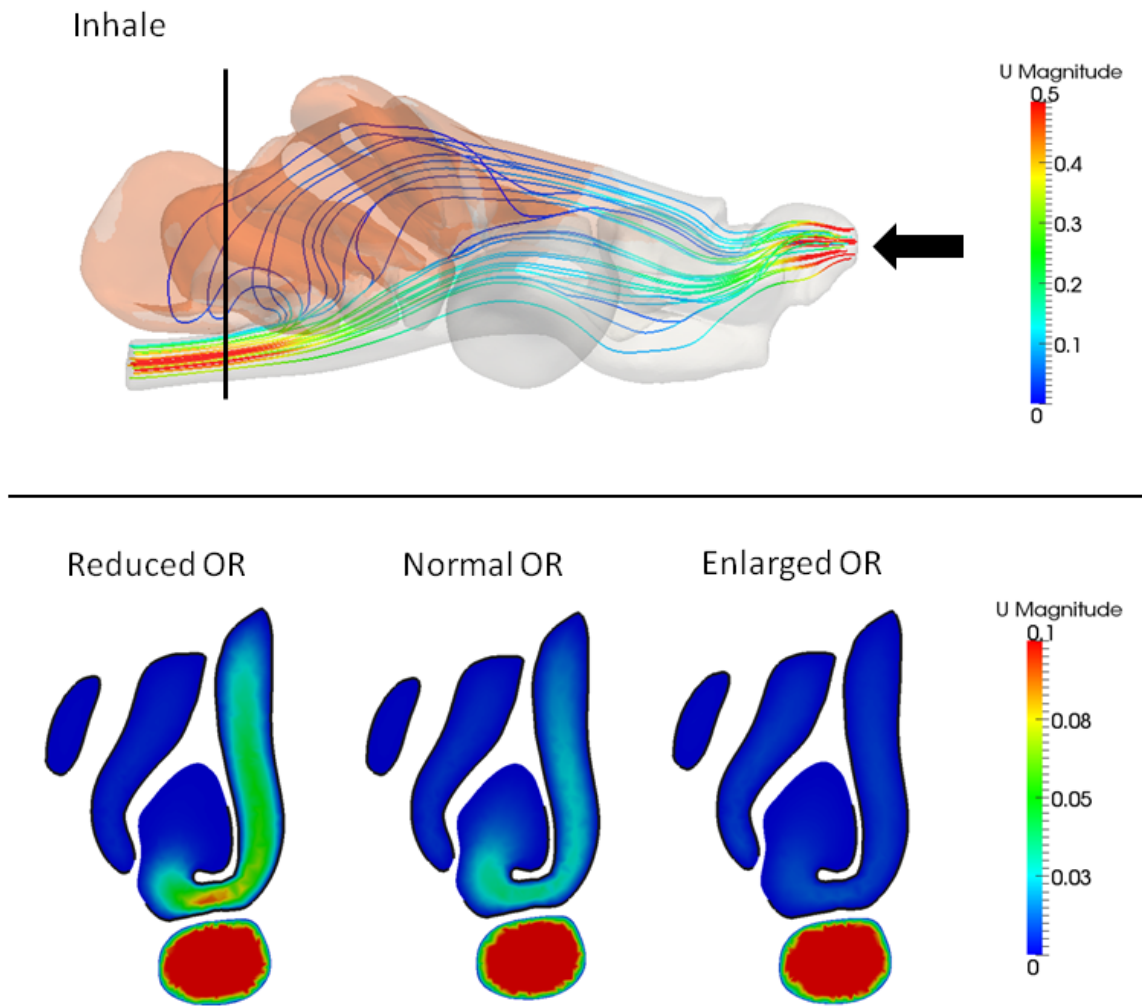 Inhale
U Magnitude
0.5
0.4
0.3
0.2
0.1
0
Reduced OR
Normal OR
Enlarged OR
U Magnitude
0.1
0.08
0.05
0.03
0